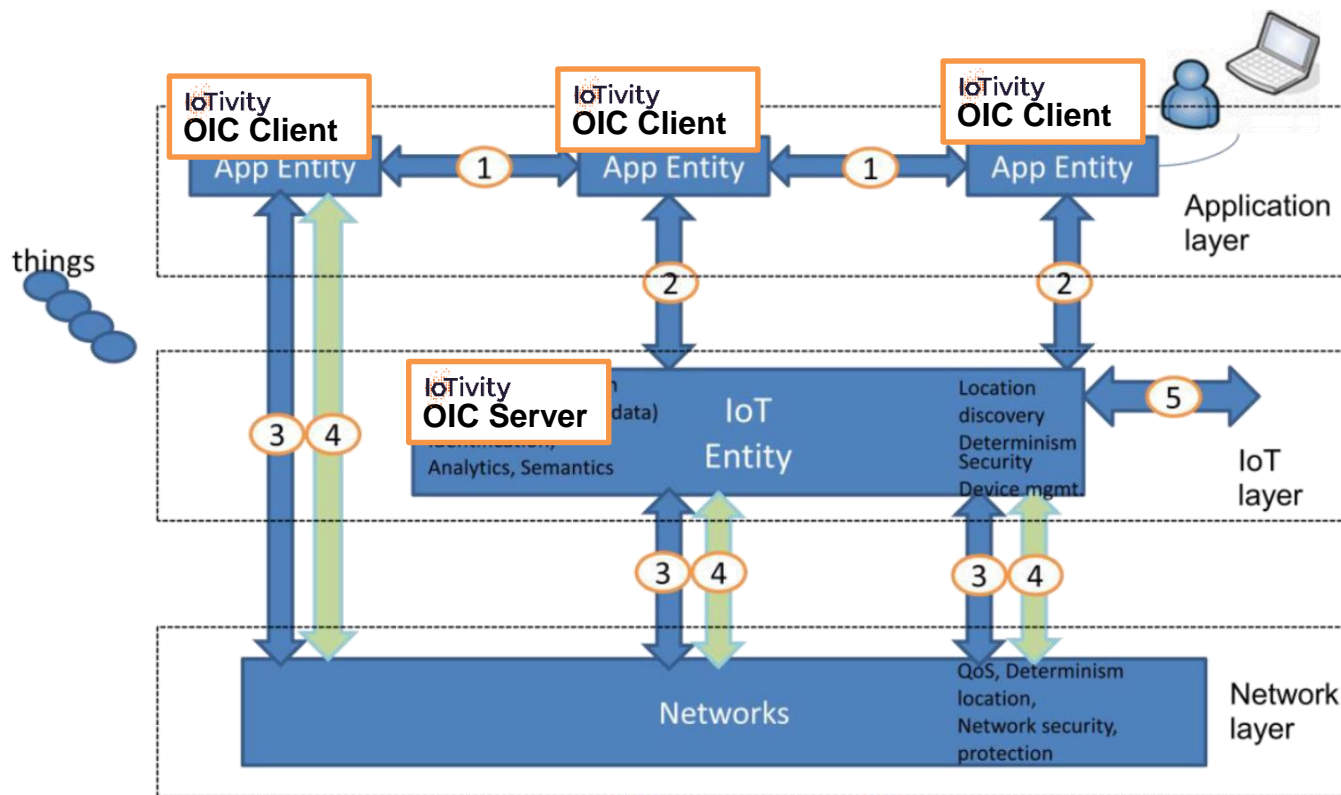 IoTivity
OIC Client
IoTivity
OIC Client
IoTivity
OIC Client
App Entity
1
App Entity
1
App Entity
Application
layer
things
2
2
IoTivity
OIC Server
data)
Analytics, Semantics
IoT
Entity
Location
discovery
Determinism
Security
Device mgmt.
5
IoT
layer
3
4
3
4
3
4
Networks
QoS, Determinism
location,
Network security,
protection
Network
layer